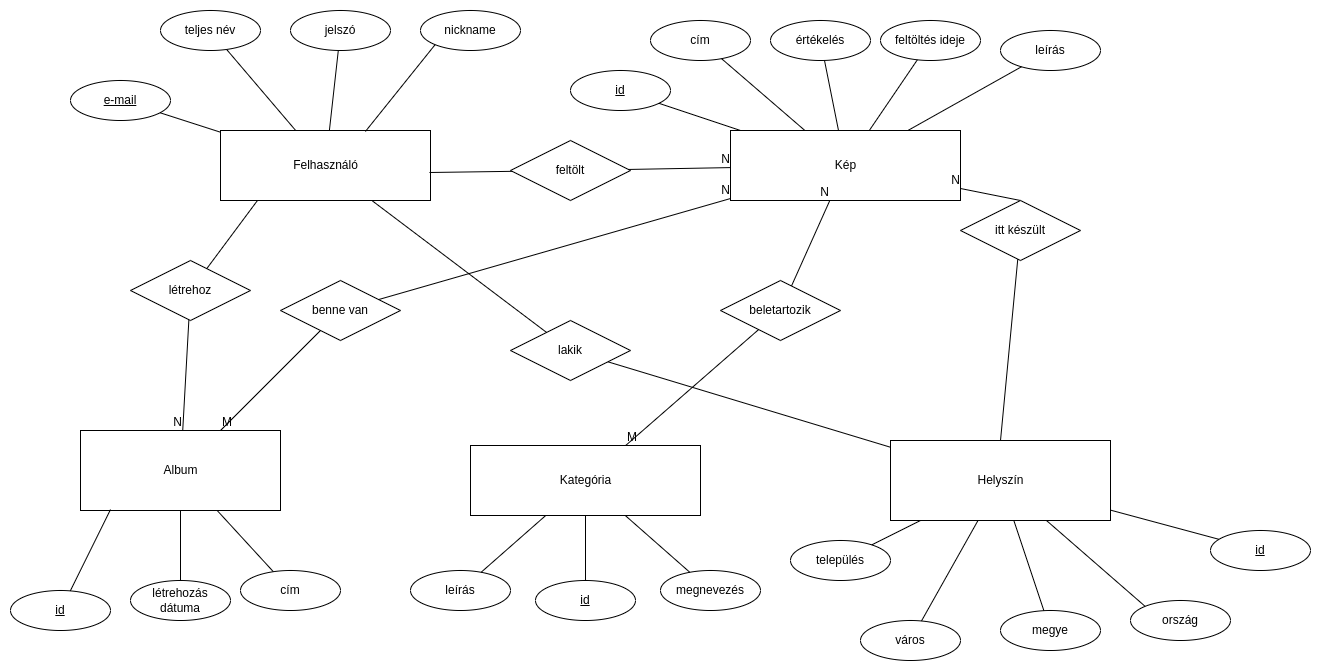 teljes név
jelszó
nickname
e-mail
cím
értékelés
feltöltés ideje
leírás
id
Felhasználó
feltölt
N
Kép
N
N
N
létrehoz
benne van
lakik
beletartozik
itt készült
N
M
M
Album
Kategória
Helyszín
id
létrehozás
dátuma
cím
leírás
id
megnevezés
település
város
megye
ország
id